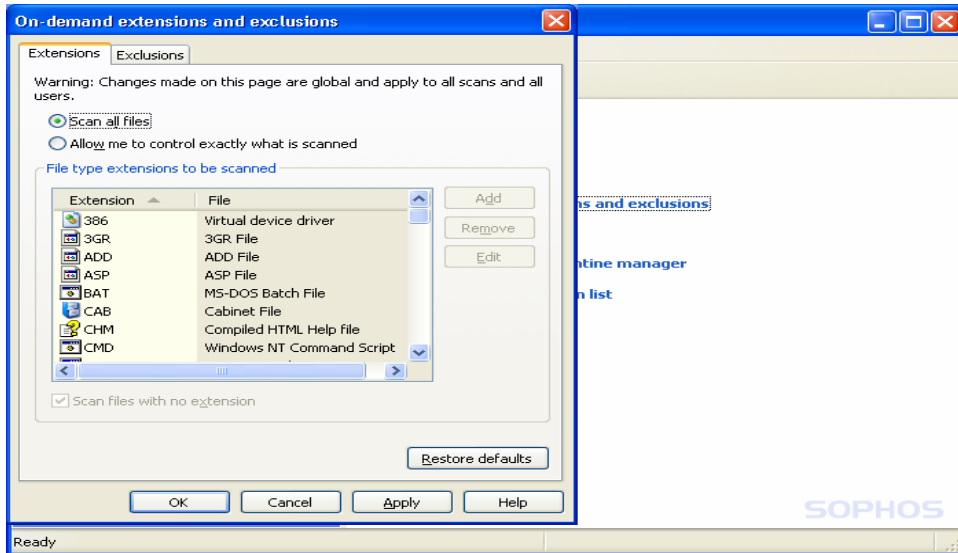 On-demand extensions and exclusions
Extensions Exclusions
Warning: Changes made on this page are global and apply to all scans and all
users.
Scan all files
Allow me to control exactly what is scanned
File type extensions to be scanned
Extension File
386 Virtual device driver
3GR 3GR File
ADD ADD File
ASP ASP File
BAT MS-DOS Batch File
CAB Cabinet File
CHM Compiled HTML Help file
CMD Windows NT Command Script
Add
Remove
Edit
Scan files with no extension
Restore defaults
OK Cancel Apply Help
ns and exclusions
ntine manager
n list
SOPHOS
Ready